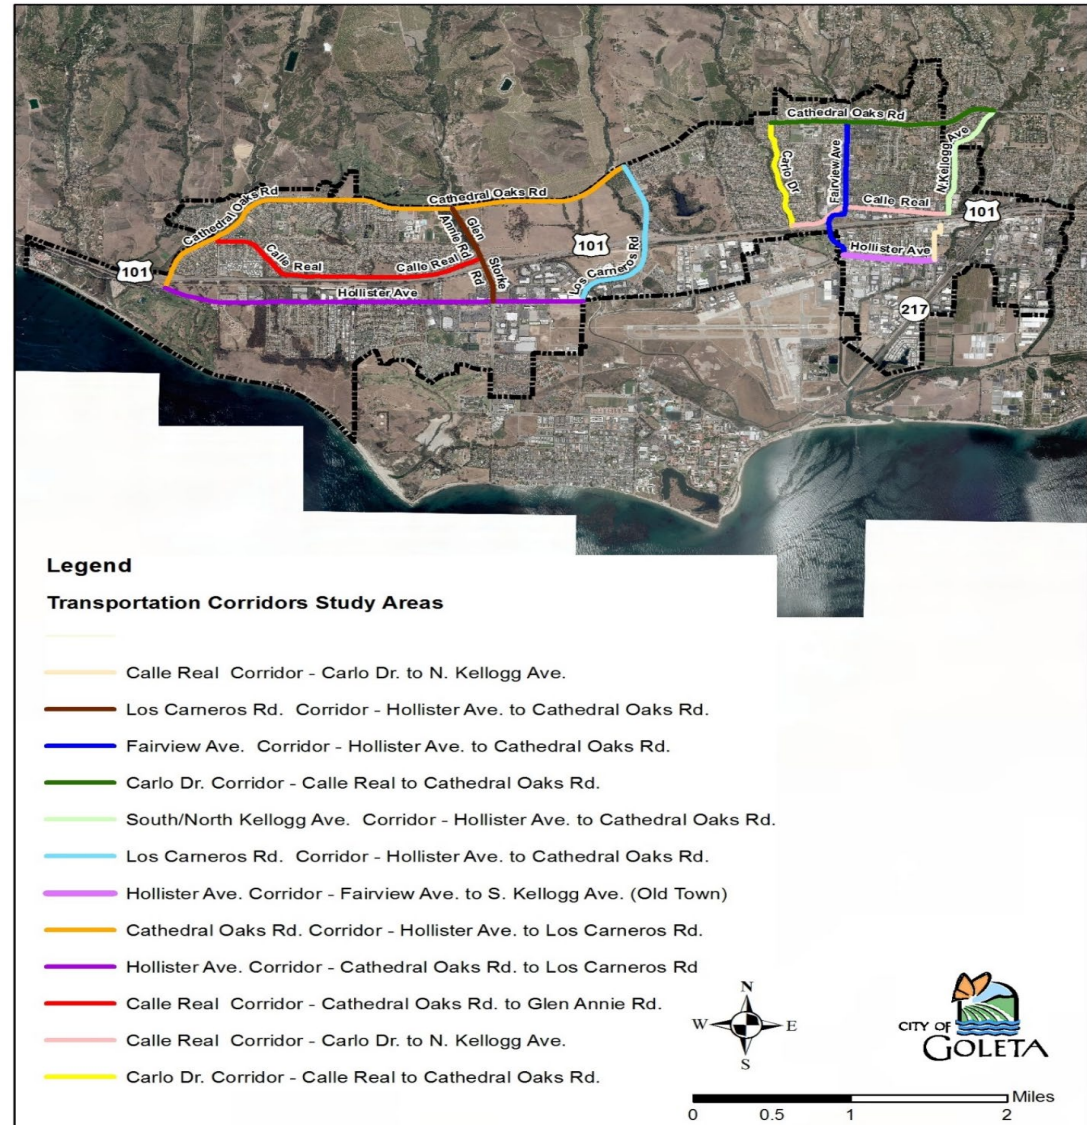 Cathedral Oaks Rd
Carlo Dr
Fairview Ave
N Kellogg Ave
Calle Real
101
Hollister Ave
217
Cathedral Oaks Rd
Cathedral Oaks Rd
Glen
Annie Rd
101
Los Carneros Rd
Calle Real
Calle Real
Storke
Rd
101
Hollister Ave
Legend
Transportation Corridors Study Areas
Calle Real Corridor - Carlo Dr. to N. Kellogg Ave.
Los Carneros Rd. Corridor - Hollister Ave. to Cathedral Oaks Rd.
Fairview Ave. Corridor - Hollister Ave. to Cathedral Oaks Rd.
Carlo Dr. Corridor - Calle Real to Cathedral Oaks Rd.
South/North Kellogg Ave. Corridor - Hollister Ave. to Cathedral Oaks Rd.
Los Carneros Rd. Corridor - Hollister Ave. to Cathedral Oaks Rd.
Hollister Ave. Corridor - Fairview Ave. to S. Kellogg Ave. (Old Town)
Cathedral Oaks Rd. Corridor - Hollister Ave. to Los Carneros Rd.
Hollister Ave. Corridor - Cathedral Oaks Rd. to Los Carneros Rd
Calle Real Corridor - Cathedral Oaks Rd. to Glen Annie Rd.
Calle Real Corridor - Carlo Dr. to N. Kellogg Ave.
Carlo Dr. Corridor - Calle Real to Cathedral Oaks Rd.
N
W E
S
CITY OF
GOLETA
Miles
0 0.5 1 2